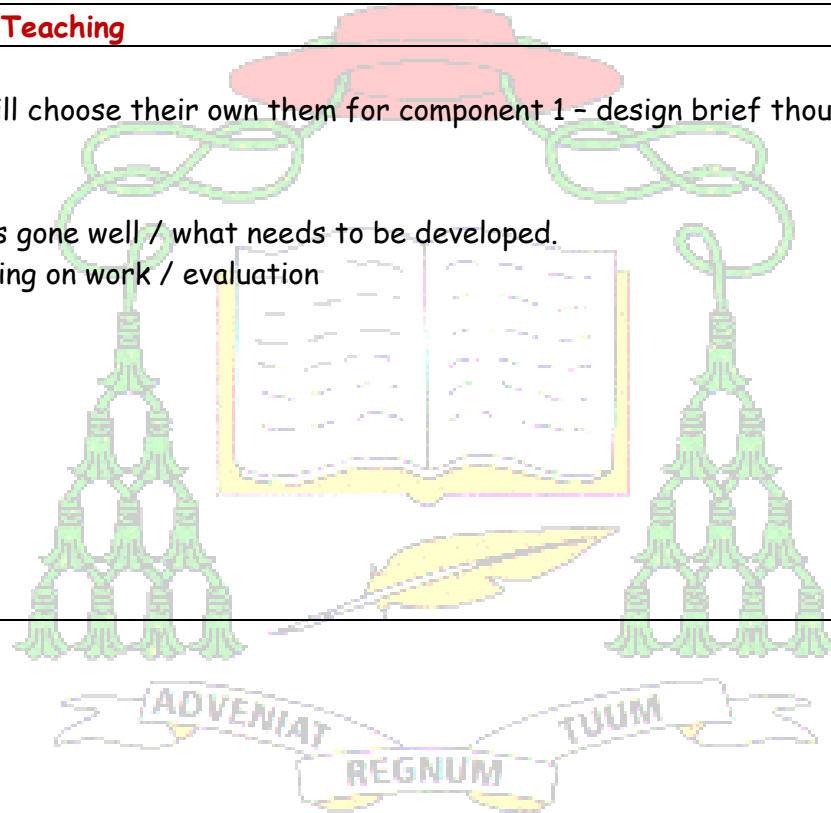 Teaching
ill choose their own them for component 1 – design brief thou
s gone well / what needs to be developed.
ing on work / evaluation
ADVENIAT
TUUM
REGNUM